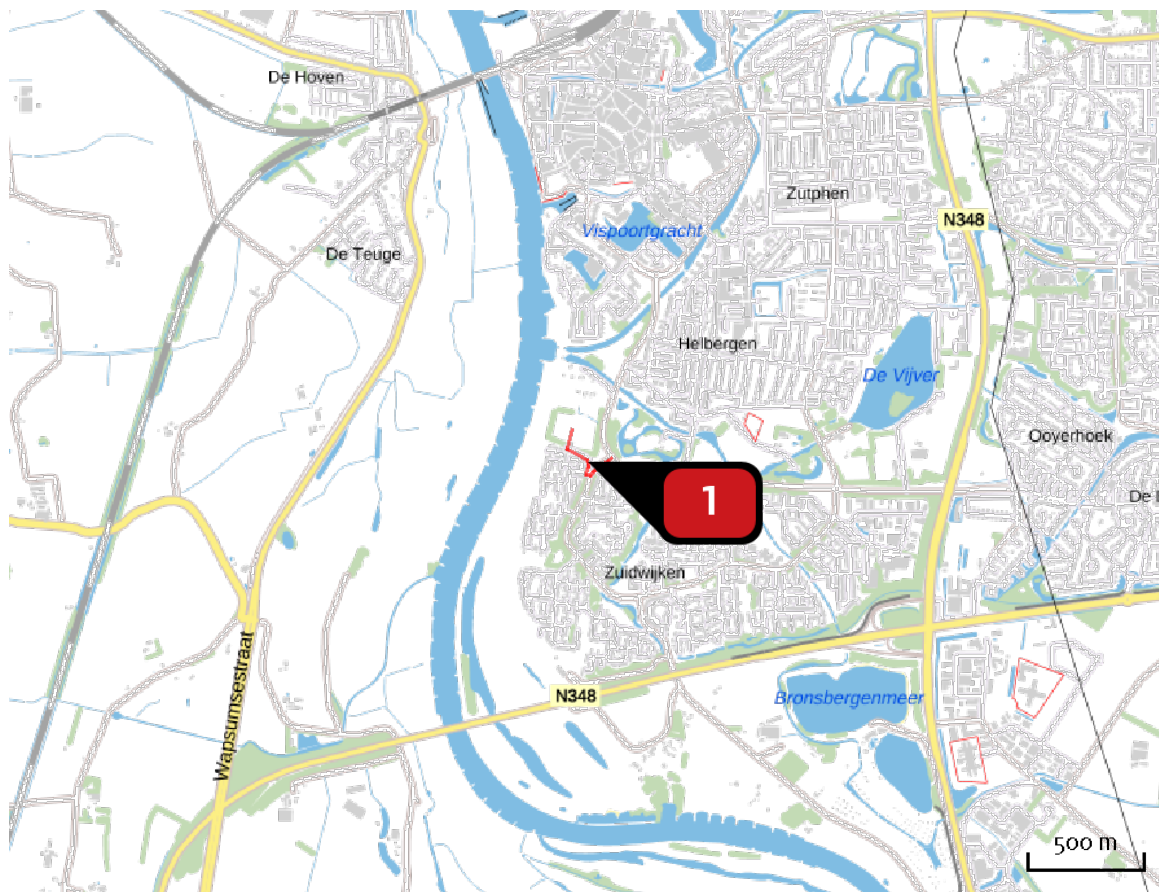 De Hoven
Zutphen
N348
Vispoortgracht
De Teuge
Helbergen
De Vijver
Ooyerhoek
1
De
Zuidwijken
Wapsumsestraat
N348
Bronsbergenmeer
500 m